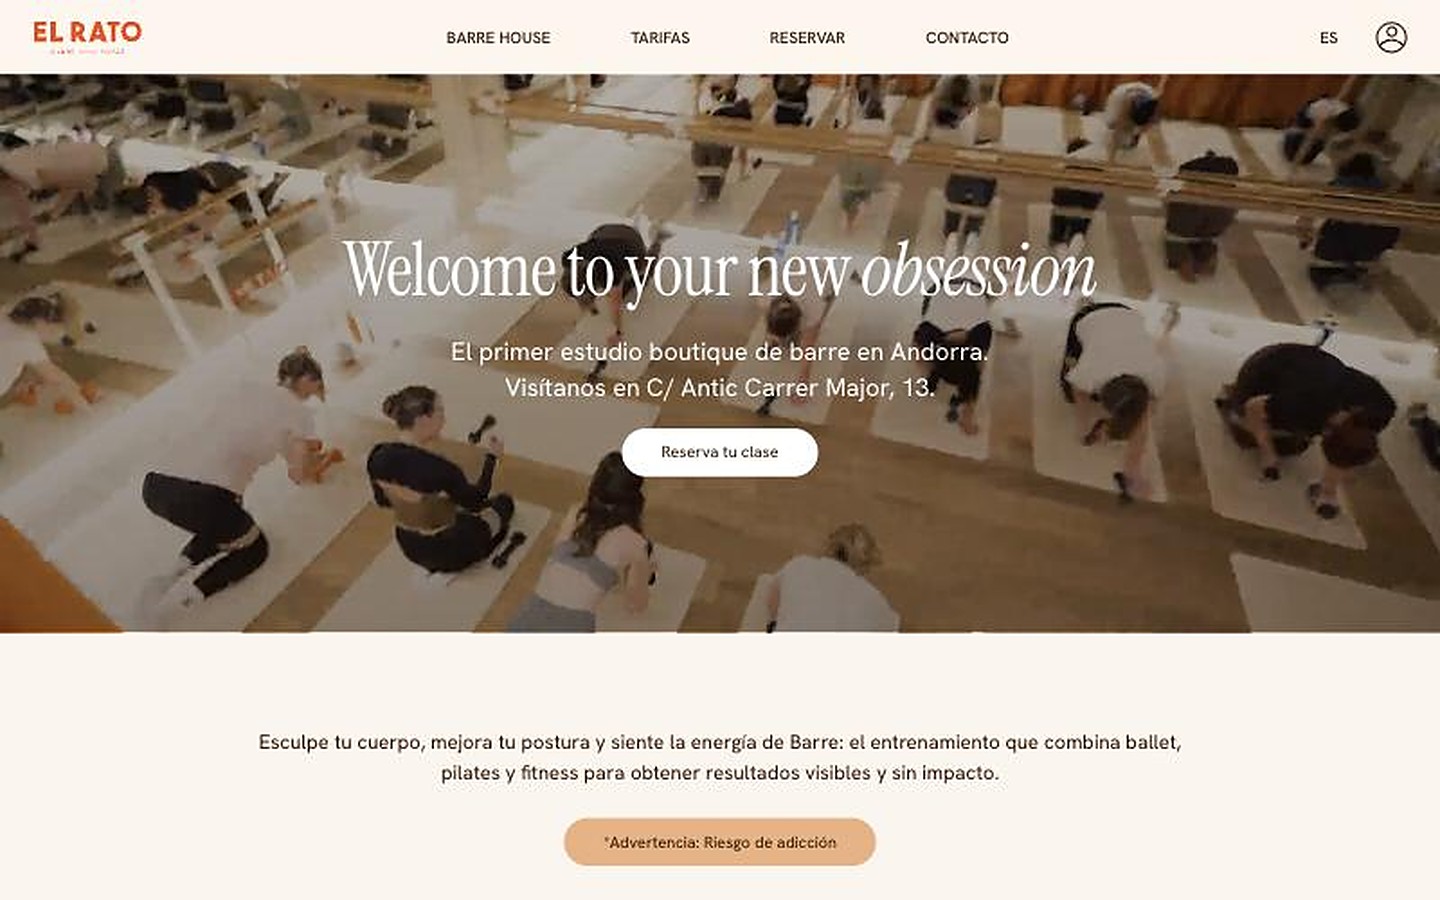 EL RATO
BARRE HOUSE
TARIFAS
RESERVAR
CONTACTO
ES
Welcome to your new obsession
El primer estudio boutique de barre en Andorra.
Visítanos en C/ Antic Carrer Major, 13.
Reserva tu clase
Esculpe tu cuerpo, mejora tu postura y siente la energía de Barre: el entrenamiento que combina ballet,
pilates y fitness para obtener resultados visibles y sin impacto.
*Advertencia: Riesgo de adicción